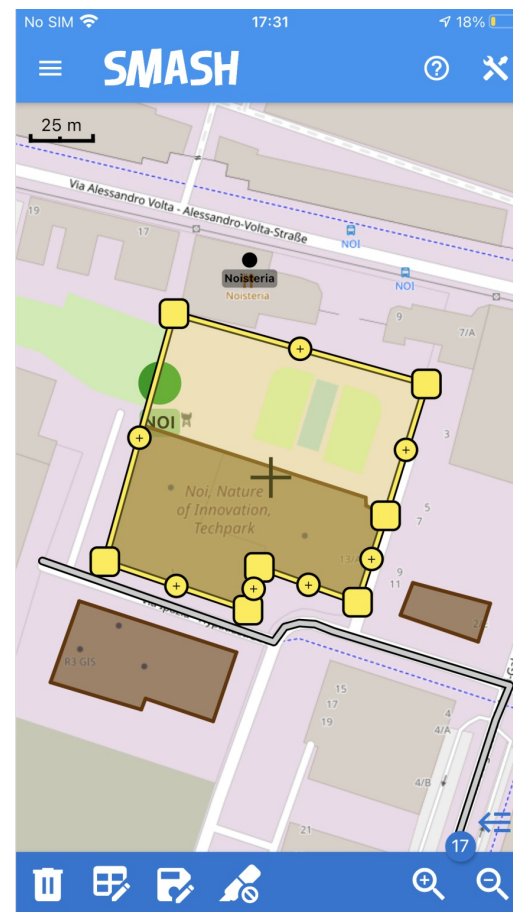 No SIM
17:31
18%
SMASH
25 m
Via Alessandro Volta - Alessandro-Volta-Straße
19
17
NOI
NOI
Noisteria
Noisteria
9
7/A
NOI
3
Noi, Nature
of Innovation,
Techpark
5
7
9
11
R3 GIS
15
17
19
4
4/A
4/B
21
17